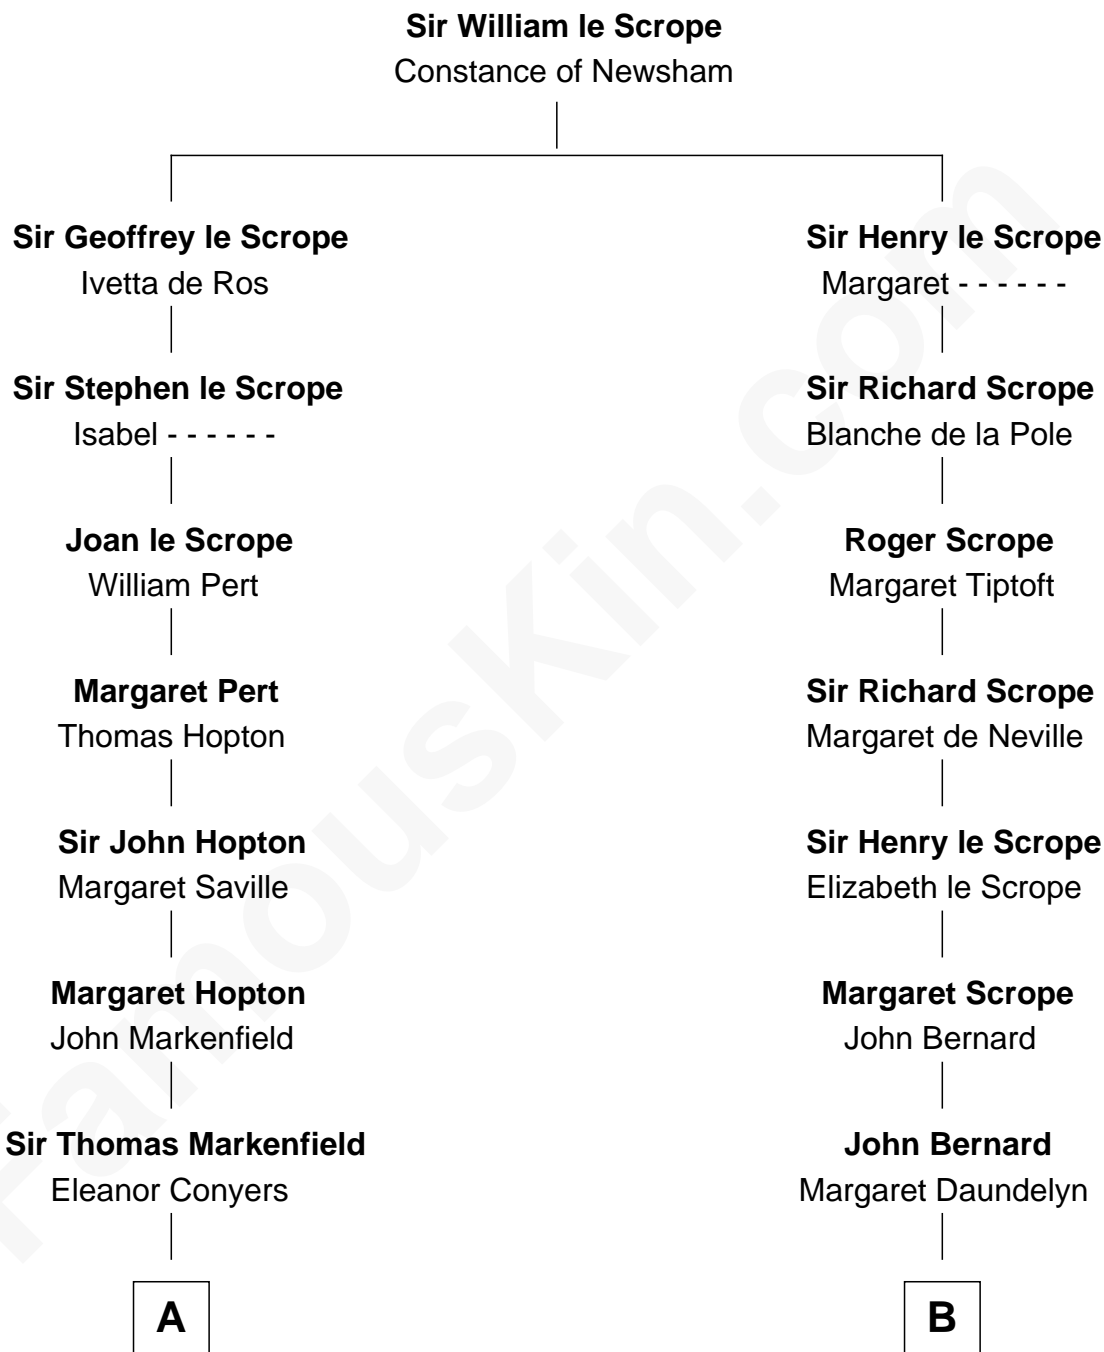 Sir William le Scrope
Constance of Newsham
Sir Geoffrey le Scrope
Ivetta de Ros
Sir Henry le Scrope
Margaret - - - - - -
Sir Stephen le Scrope
Isabel - - - - - -
Sir Richard Scrope
Blanche de la Pole
Joan le Scrope
William Pert
Roger Scrope
Margaret Tiptoft
Margaret Pert
Thomas Hopton
Sir Richard Scrope
Margaret de Neville
Sir John Hopton
Margaret Saville
Sir Henry le Scrope
Elizabeth le Scrope
Margaret Hopton
John Markenfield
Margaret Scrope
John Bernard
Sir Thomas Markenfield
Eleanor Conyers
John Bernard
Margaret Daundelyn
A
B
FamousKin.com